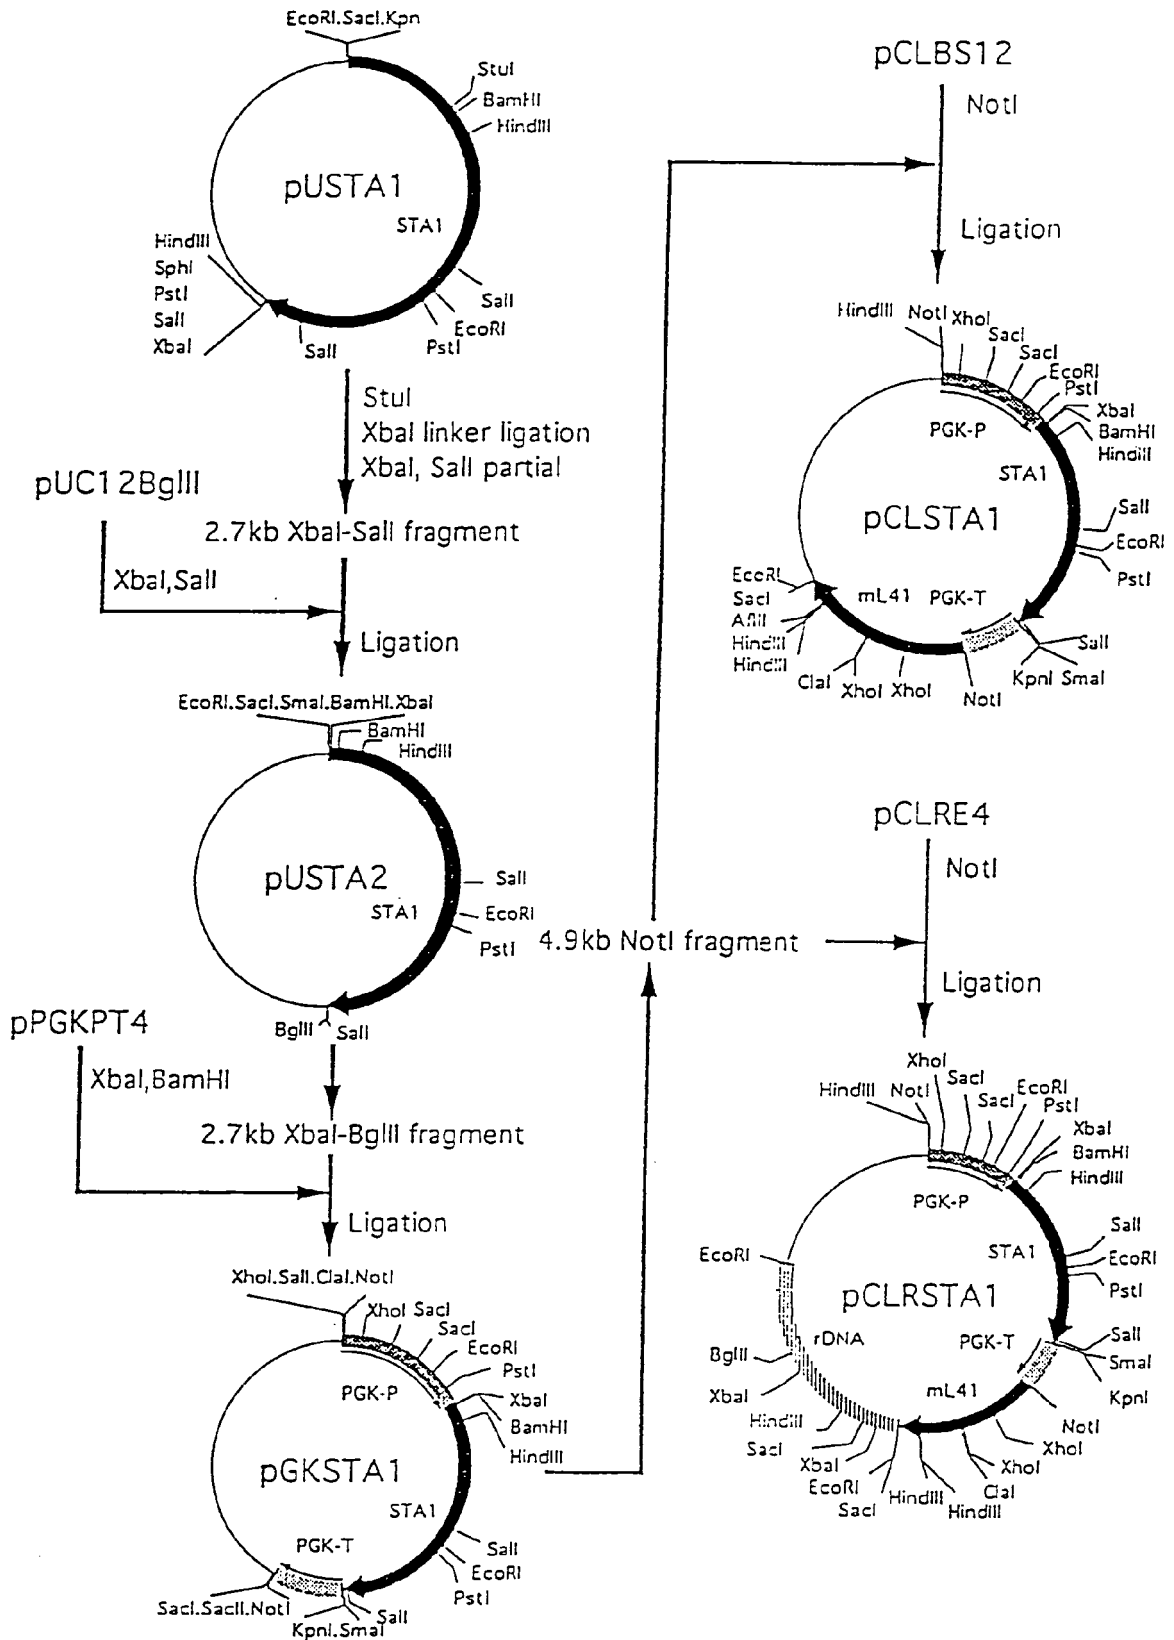 EcoRI.SacI.Kpn
StuI
BamHI
HindIII
pUSTA1
STA1
HindIII
SphI
PstI
SalI
XbaI
SalI
EcoRI
PstI
SalI
StuI
XbaI linker ligation
XbaI, SalI partial
pUC12BglII
2.7kb XbaI-SalI fragment
XbaI,SalI
Ligation
EcoRI.SacI.SmaI.BamHI.XbaI
BamHI
HindIII
pUSTA2
STA1
SalI
EcoRI
PstI
BglII
SalI
pPGKPT4
XbaI,BamHI
2.7kb XbaI-BglII fragment
Ligation
XhoI.SalI.ClaI.NotI
XhoI
SacI
SacI
EcoRI
PstI
XbaI
BamHI
HindIII
PGK-P
pGKSTA1
STA1
PGK-T
SalI
EcoRI
PstI
SacI.SacII.NotI
KpnI.SmaI
SalI
4.9kb NotI fragment
pCLBS12
NotI
Ligation
HindIII
NotI
XhoI
SacI
SacI
EcoRI
PstI
XbaI
BamHI
HindIII
PGK-P
STA1
pCLSTA1
SalI
EcoRI
PstI
EcoRI
SacI
AflII
HindIII
HindIII
mL41
PGK-T
ClaI
XhoI
XhoI
NotI
KpnI
SmaI
SalI
pCLRE4
NotI
Ligation
XhoI
HindIII
NotI
SacI
SacI
EcoRI
PstI
XbaI
BamHI
HindIII
PGK-P
STA1
SalI
EcoRI
PstI
EcoRI
pCLRSTA1
rDNA
PGK-T
SalI
SmaI
KpnI
BglII
XbaI
mL41
HindIII
SacI
XbaI
EcoRI
SacI
HindIII
HindIII
ClaI
XhoI
XhoI
NotI